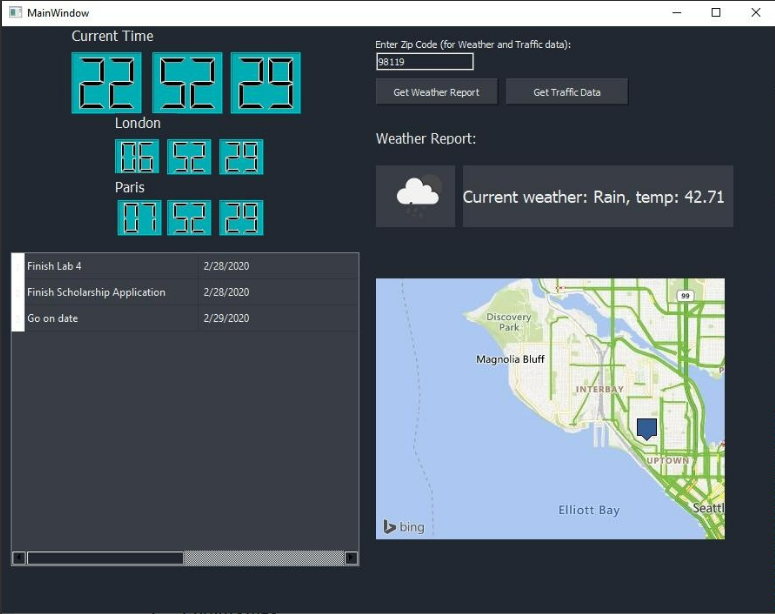 MainWindow
Current Time
22 52 29
London
06 52 29
Paris
07 52 29
Finish Lab 4 2/28/2020
Finish Scholarship Application 2/28/2020
Go on date 2/29/2020
Enter Zip Code (for Weather and Traffic data):
98119
Get Weather Report Get Traffic Data
Weather Report:
Current weather: Rain, temp: 42.71
99
Discovery
Park
Magnolia Bluff
INTERBAY
UPTOWN
Elliott Bay
Seattl
bing